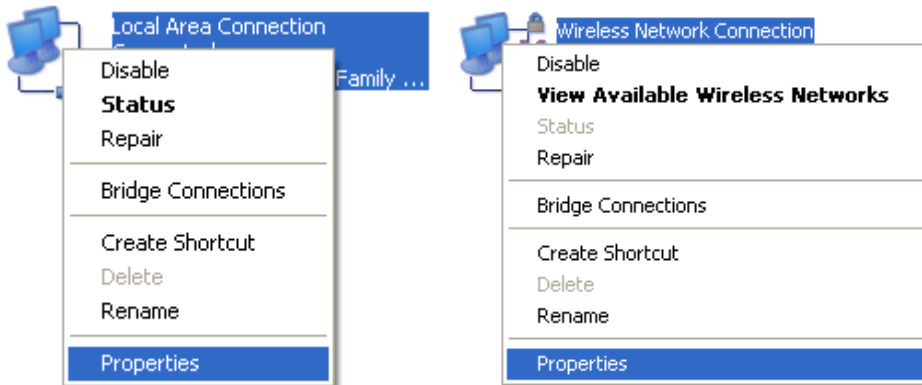 Local Area Connection
Family ...
Disable
Status
Repair
Bridge Connections
Create Shortcut
Delete
Rename
Properties
Wireless Network Connection
Disable
View Available Wireless Networks
Status
Repair
Bridge Connections
Create Shortcut
Delete
Rename
Properties